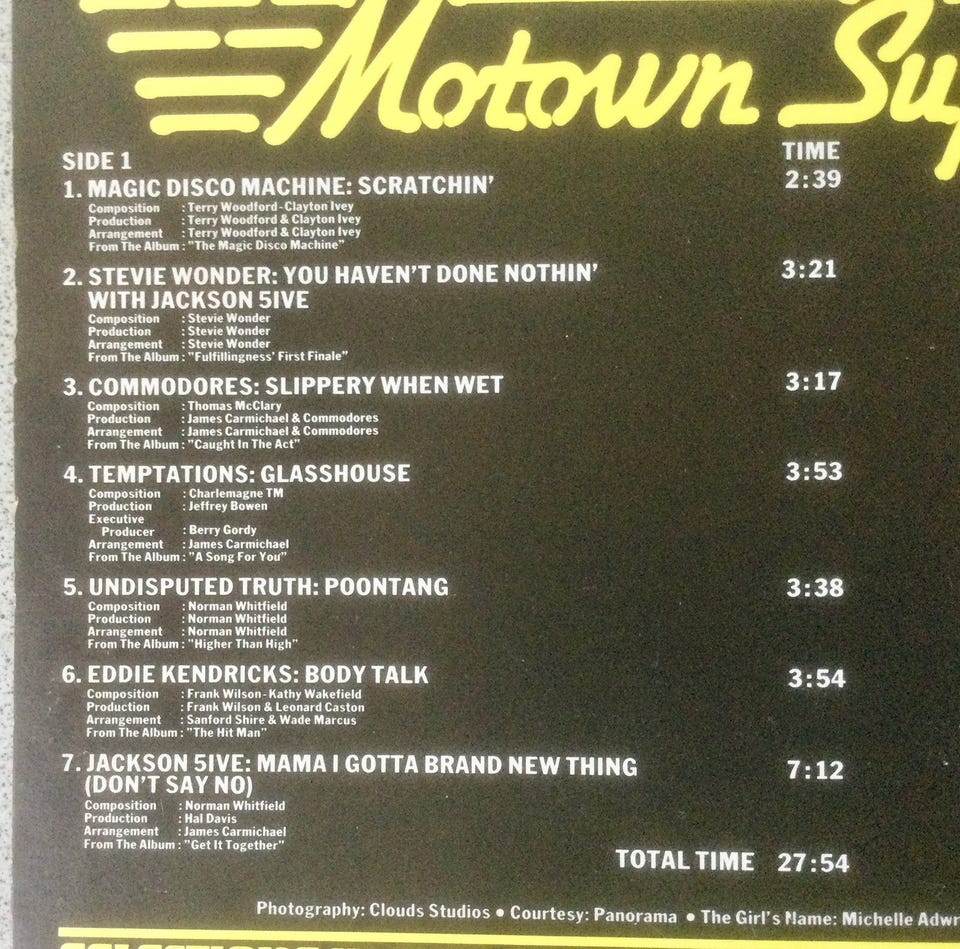 Motown Su
SIDE 1 TIME
1. MAGIC DISCO MACHINE: SCRATCHIN' 2:39
Composition : Terry Woodford-Clayton Ivey
Production : Terry Woodford & Clayton Ivey
Arrangement : Terry Woodford & Clayton Ivey
From The Album : "The Magic Disco Machine"
2. STEVIE WONDER: YOU HAVEN'T DONE NOTHIN' 3:21
WITH JACKSON 5IVE
Composition : Stevie Wonder
Production : Stevie Wonder
Arrangement : Stevie Wonder
From The Album : "Fulfillingness' First Finale"
3. COMMODORES: SLIPPERY WHEN WET 3:17
Composition : Thomas McClary
Production : James Carmichael & Commodores
Arrangement : James Carmichael & Commodores
From The Album : "Caught In The Act"
4. TEMPTATIONS: GLASSHOUSE 3:53
Composition : Charlemagne TM
Production : Jeffrey Bowen
Executive
Producer : Berry Gordy
Arrangement : James Carmichael
From The Album : "A Song For You"
5. UNDISPUTED TRUTH: POONTANG 3:38
Composition : Norman Whitfield
Production : Norman Whitfield
Arrangement : Norman Whitfield
From The Album : "Higher Than High"
6. EDDIE KENDRICKS: BODY TALK 3:54
Composition : Frank Wilson-Kathy Wakefield
Production : Frank Wilson & Leonard Caston
Arrangement : Sanford Shire & Wade Marcus
From The Album : "The Hit Man"
7. JACKSON 5IVE: MAMA I GOTTA BRAND NEW THING 7:12
(DON'T SAY NO)
Composition : Norman Whitfield
Production : Hal Davis
Arrangement : James Carmichael
From The Album : "Get It Together"
TOTAL TIME 27:54
Photography: Clouds Studios • Courtesy: Panorama • The Girl's Name: Michelle Adwr